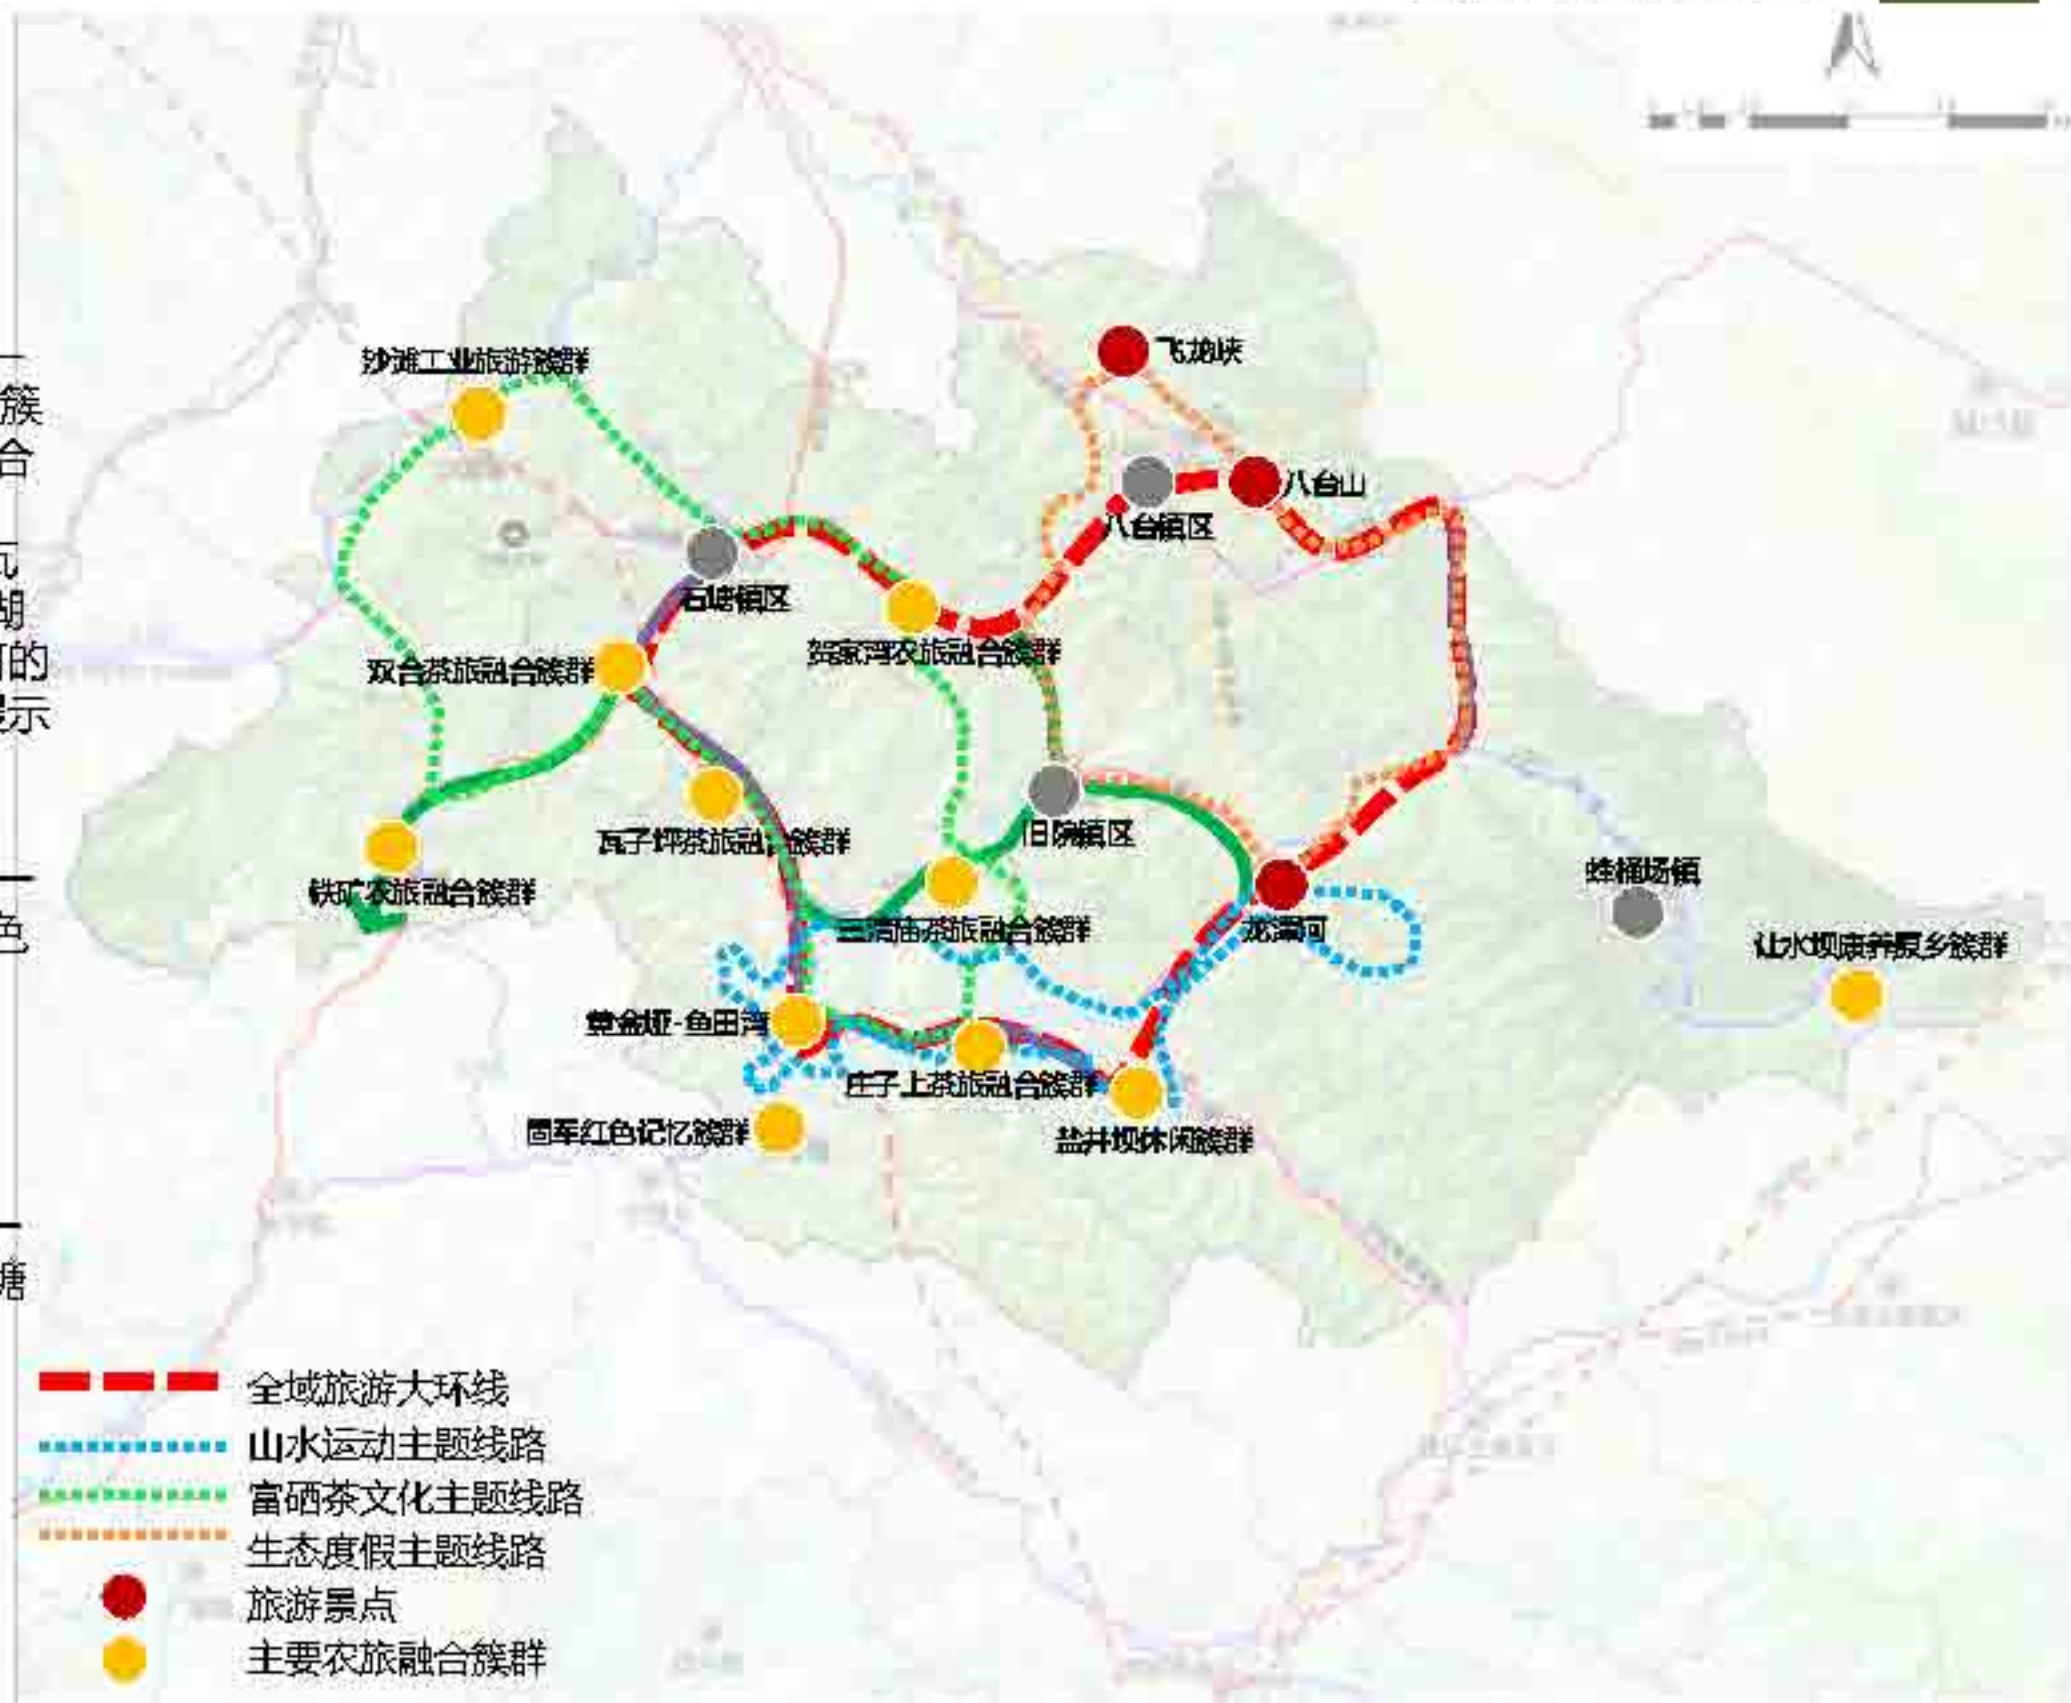 簇
合
湖
的
示
色
塘
沙滩工业旅游簇群
飞龙峡
八台山
八台镇区
石塘镇区
贺家湾农旅融合簇群
双合茶旅融合簇群
瓦子坪茶旅融合簇群
旧院镇区
铁矿农旅融合簇群
蜂桶场镇
三清庙茶旅融合簇群
龙潭河
让水坝康养原乡簇群
黄金垭-鱼田湾
庄子上茶旅融合簇群
固军红色记忆簇群
盐井坝休闲簇群
全域旅游大环线
山水运动主题线路
富硒茶文化主题线路
生态度假主题线路
旅游景点
主要农旅融合簇群